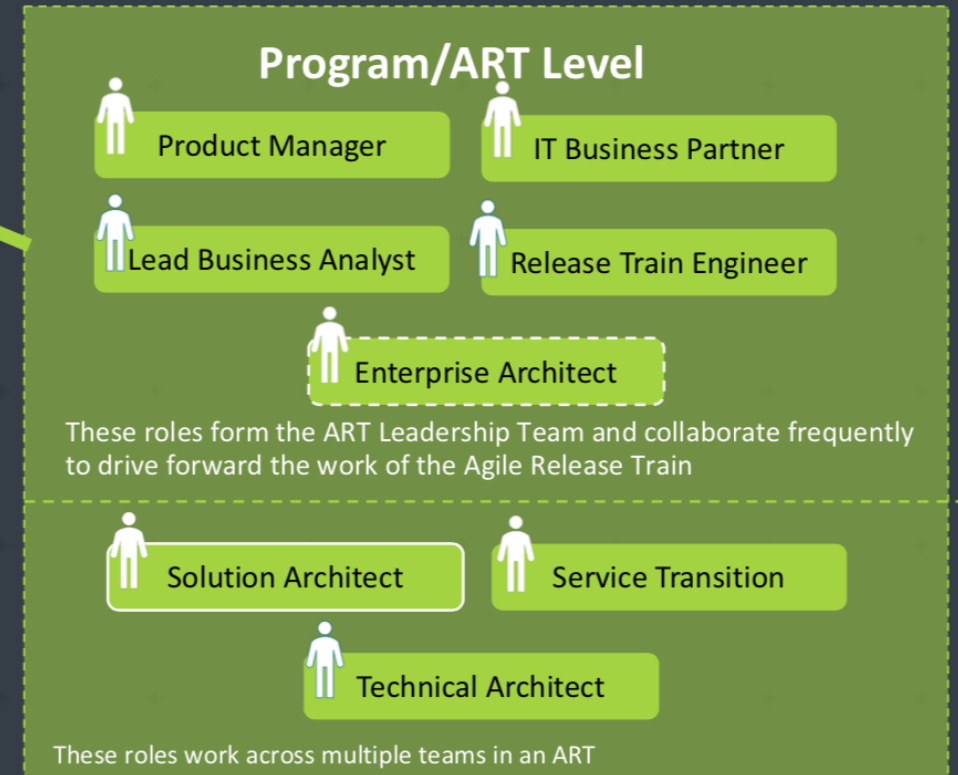 Program/ART Level
Product Manager
IT Business Partner
Lead Business Analyst
Release Train Engineer
Enterprise Architect
These roles form the ART Leadership Team and collaborate frequently
to drive forward the work of the Agile Release Train
Solution Architect
Service Transition
Technical Architect
These roles work across multiple teams in an ART